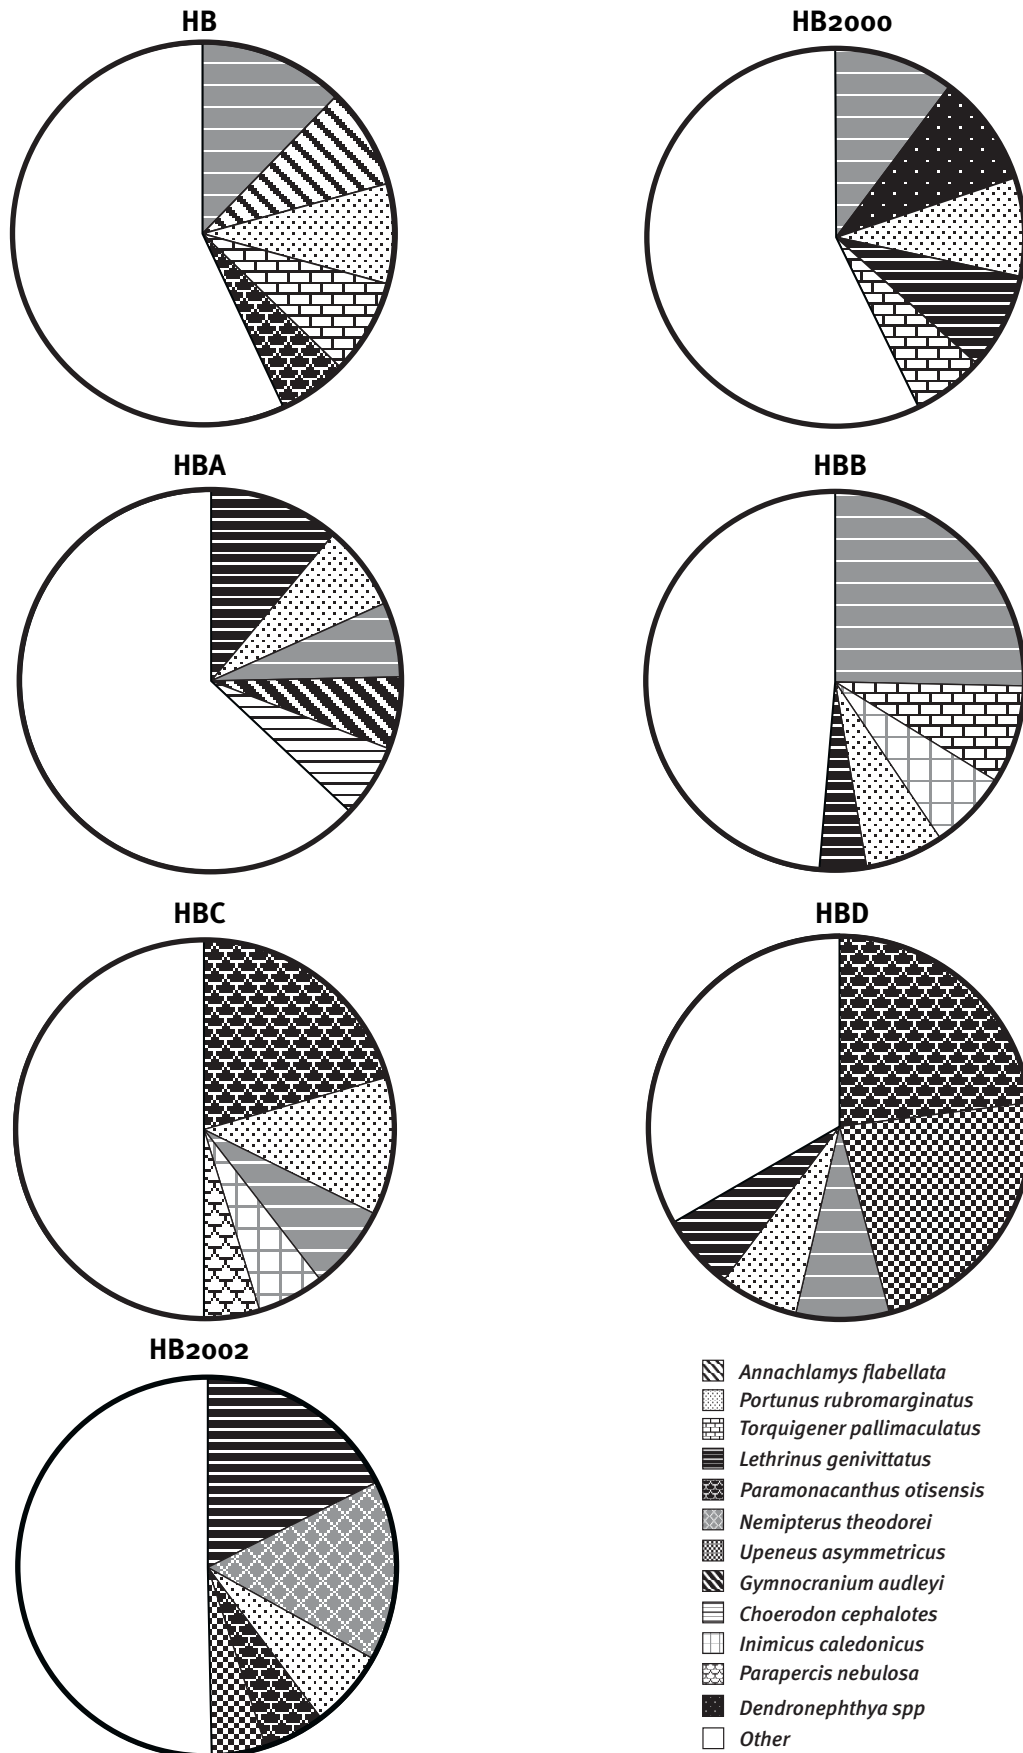 HB
HB2000
HBA
HBB
HBC
HBD
HB2002
Annachlamys flabellata
Portunus rubromarginatus
Torquigener pallimaculatus
Lethrinus genivittatus
Paramonacanthus otisensis
Nemipterus theodorei
Upeneus asymmetricus
Gymnocranium audleyi
Choerodon cephalotes
Inimicus caledonicus
Parapercis nebulosa
Dendronephthya spp
Other